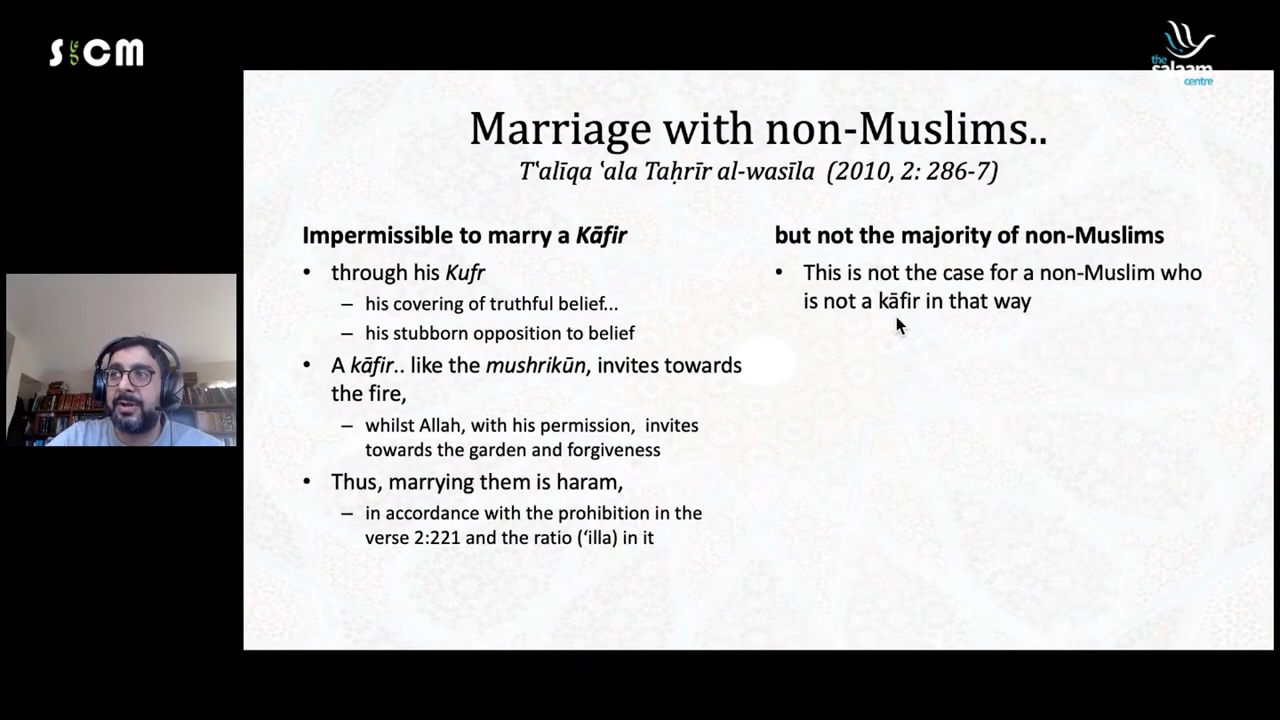 SICM
the
salaam
centre
Marriage with non-Muslims..
Tʿalīqa ʿala Taḥrīr al-wasīla (2010, 2: 286-7)
Impermissible to marry a Kāfir
• through his Kufr
– his covering of truthful belief...
– his stubborn opposition to belief
• A kāfir.. like the mushrikūn, invites towards
the fire,
– whilst Allah, with his permission, invites
towards the garden and forgiveness
• Thus, marrying them is haram,
– in accordance with the prohibition in the
verse 2:221 and the ratio (‘illa) in it
but not the majority of non-Muslims
• This is not the case for a non-Muslim who
is not a kāfir in that way